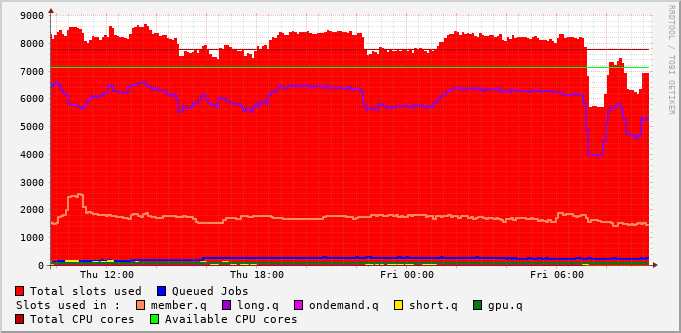 9000
8000
7000
6000
5000
4000
3000
2000
1000
0
Thu 12:00 Thu 18:00 Fri 00:00 Fri 06:00
Total slots used Queued Jobs
Slots used in : member.q long.q ondemand.q short.q gpu.q
Total CPU cores Available CPU cores
RRDTOOL / TOBI OETIKER